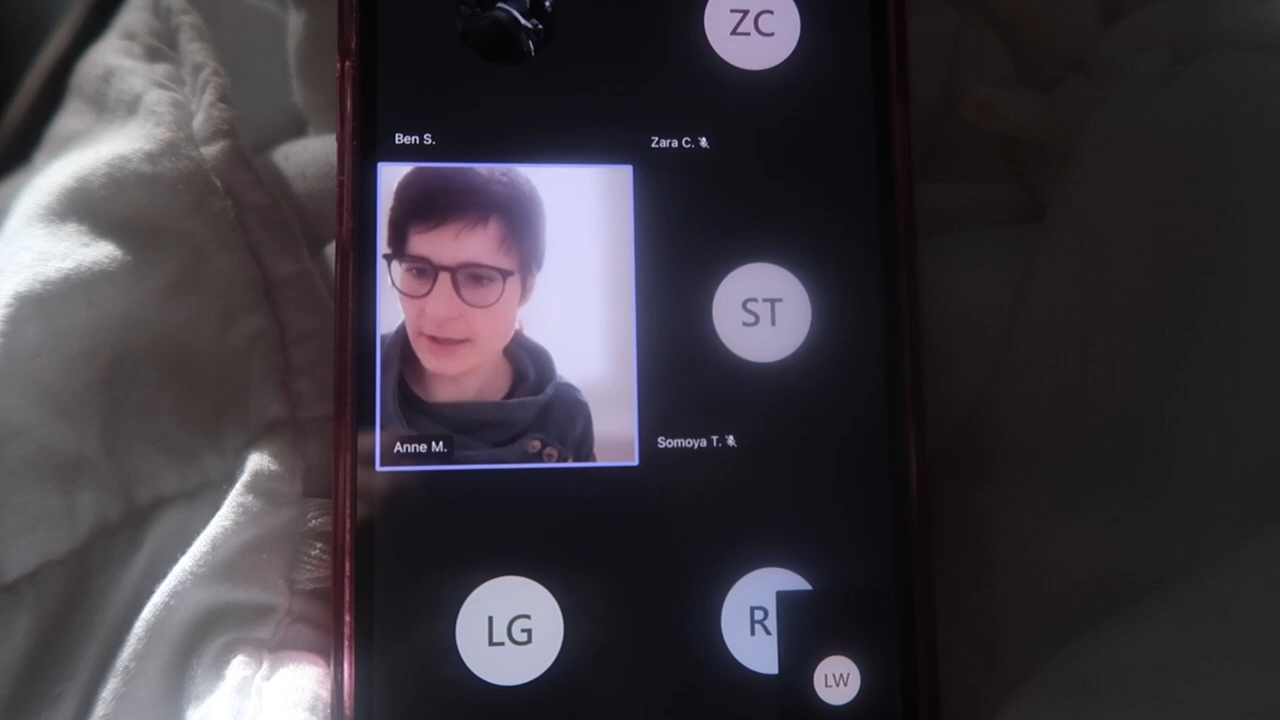 ZC
Ben S.
Zara C.
ST
Anne M.
Somoya T.
LG
R
LW